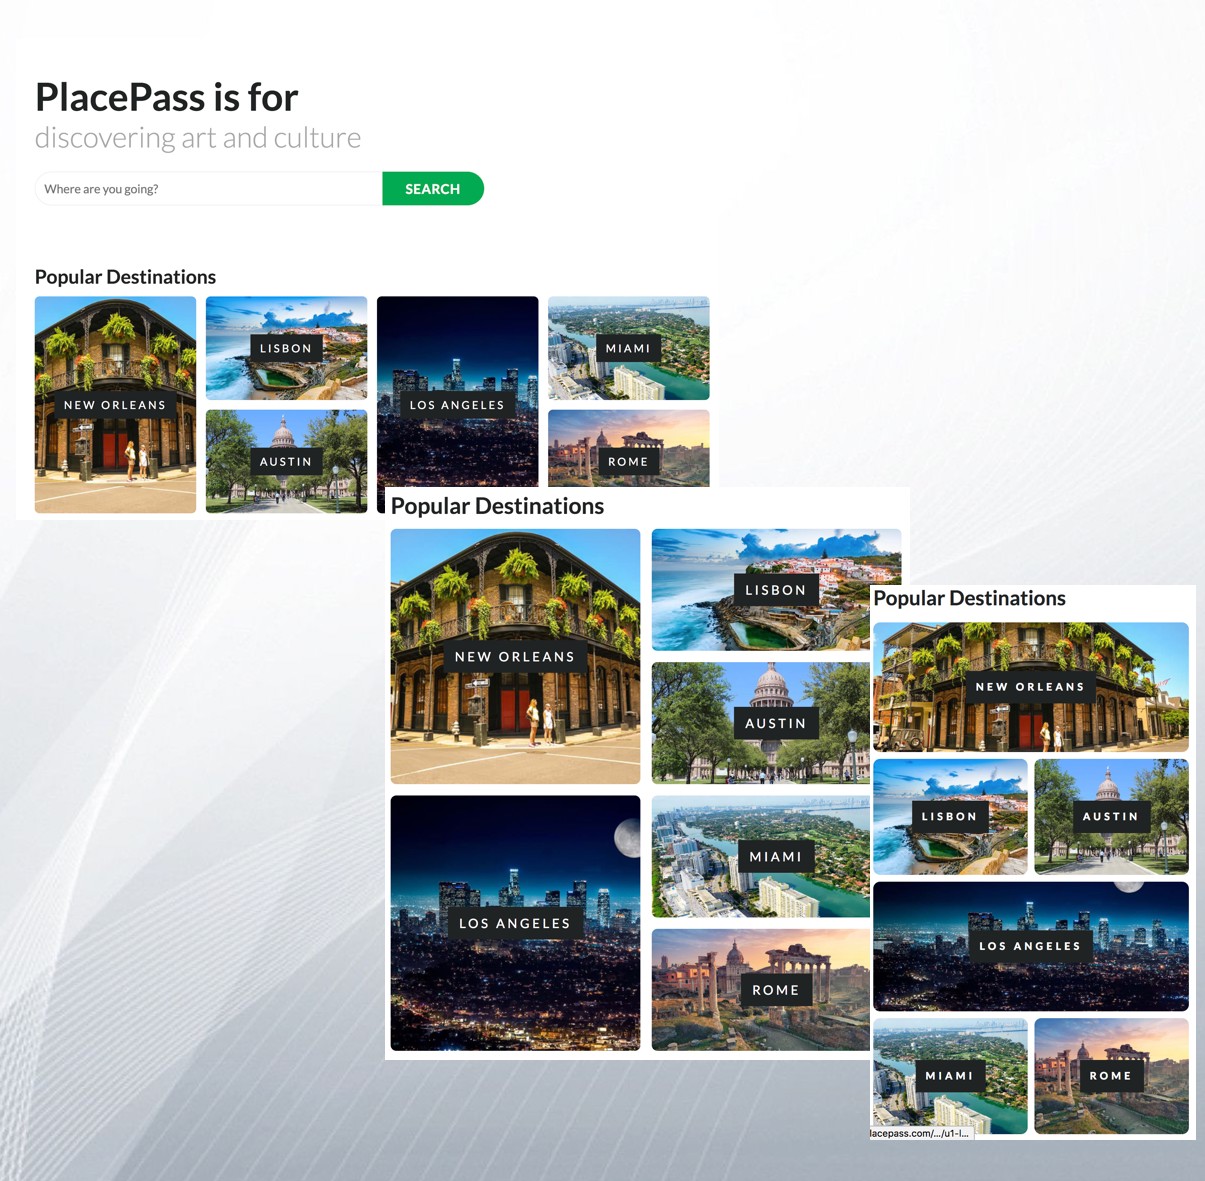 PlacePass is for
discovering art and culture
Where are you going?
SEARCH
Popular Destinations
NEW ORLEANS
LISBON
AUSTIN
LOS ANGELES
MIAMI
ROME
Popular Destinations
NEW ORLEANS
LISBON
AUSTIN
LOS ANGELES
MIAMI
ROME
Popular Destinations
NEW ORLEANS
LISBON
AUSTIN
LOS ANGELES
MIAMI
ROME
lacepass.com/.../u1-l...